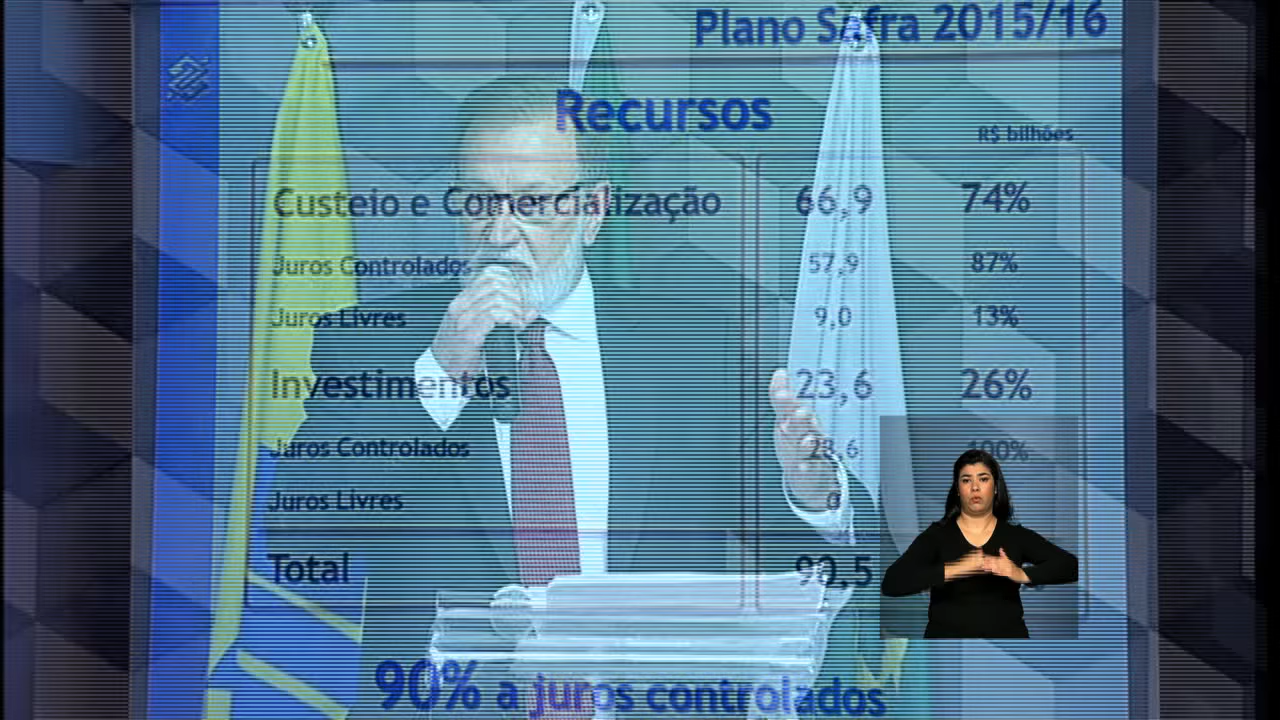 Plano Safra 2015/16
Recursos
R$ bilhões
Custeio e Comercialização 66,9 74%
Juros Controlados 57,9 87%
Juros Livres 9,0 13%
Investimentos 23,6 26%
Juros Controlados 23,6 100%
Juros Livres 0
Total 90,5
90% a juros controlados